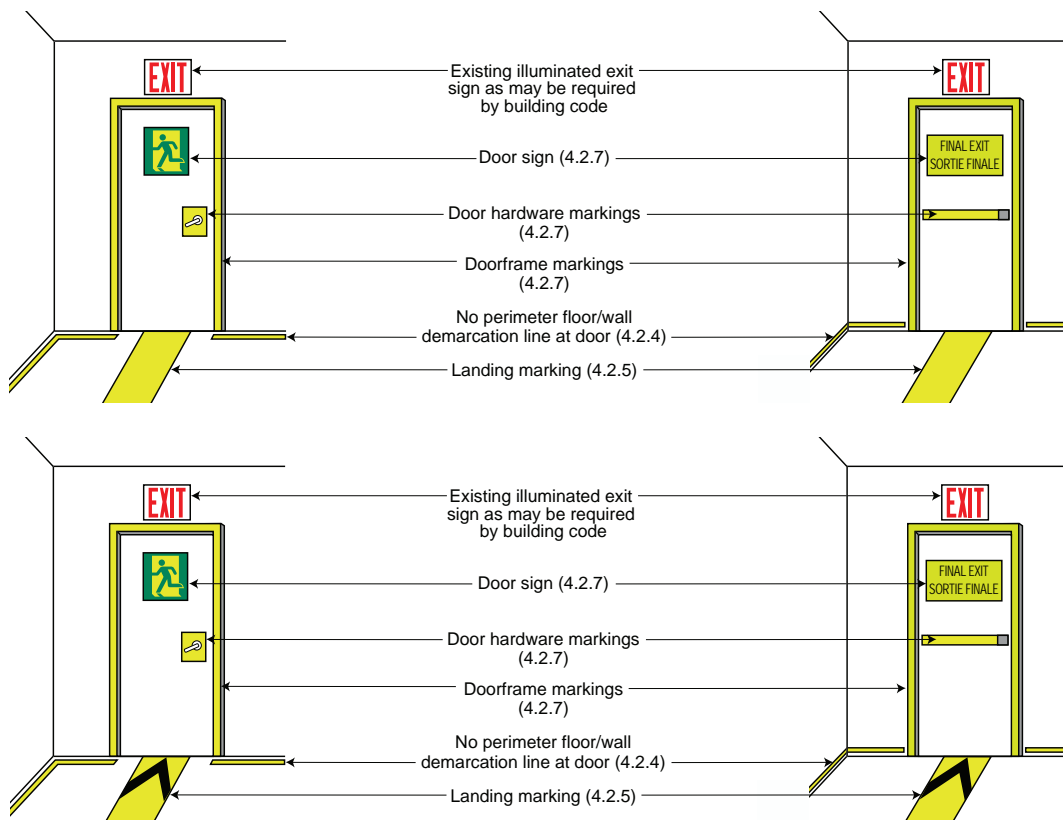 EXIT
EXIT
Existing illuminated exit
sign as may be required
by building code
Door sign (4.2.7)
FINAL EXIT
SORTIE FINALE
Door hardware markings
(4.2.7)
Doorframe markings
(4.2.7)
No perimeter floor/wall
demarcation line at door (4.2.4)
Landing marking (4.2.5)
EXIT
EXIT
Existing illuminated exit
sign as may be required
by building code
Door sign (4.2.7)
FINAL EXIT
SORTIE FINALE
Door hardware markings
(4.2.7)
Doorframe markings
(4.2.7)
No perimeter floor/wall
demarcation line at door (4.2.4)
Landing marking (4.2.5)